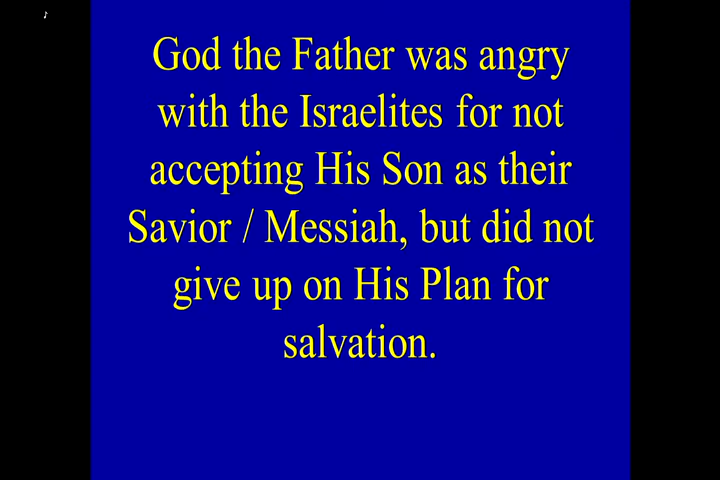 ♪
God the Father was angry
with the Israelites for not
accepting His Son as their
Savior / Messiah, but did not
give up on His Plan for
salvation.